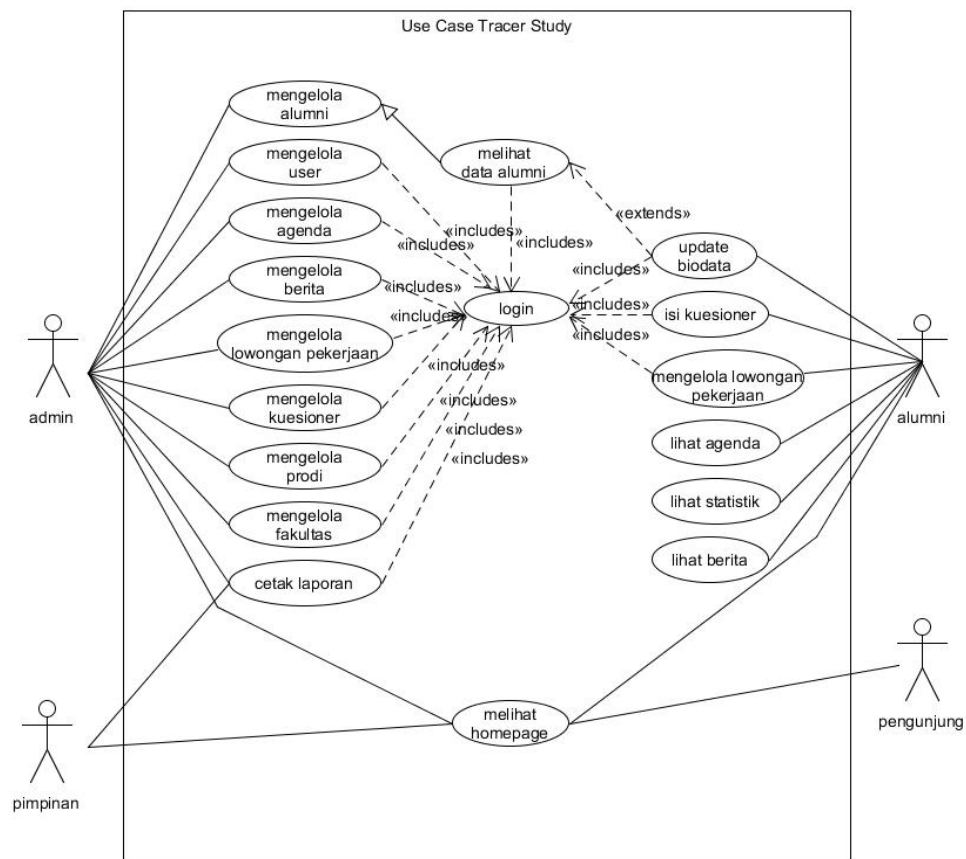 Use Case Tracer Study
mengelola
alumni
mengelola
user
melihat
data alumni
mengelola
agenda
«extends»
«includes»
«includes»
«includes»
update
biodata
mengelola
berita
«includes»
«includes»
login
«includes»
isi kuesioner
mengelola
lowongan pekerjaan
«includes»
«includes»
admin
mengelola
kuesioner
«includes»
mengelola lowongan
pekerjaan
alumni
«includes»
mengelola
prodi
«includes»
lihat agenda
«includes»
mengelola
fakultas
lihat statistik
cetak laporan
lihat berita
melihat
homepage
pengunjung
pimpinan